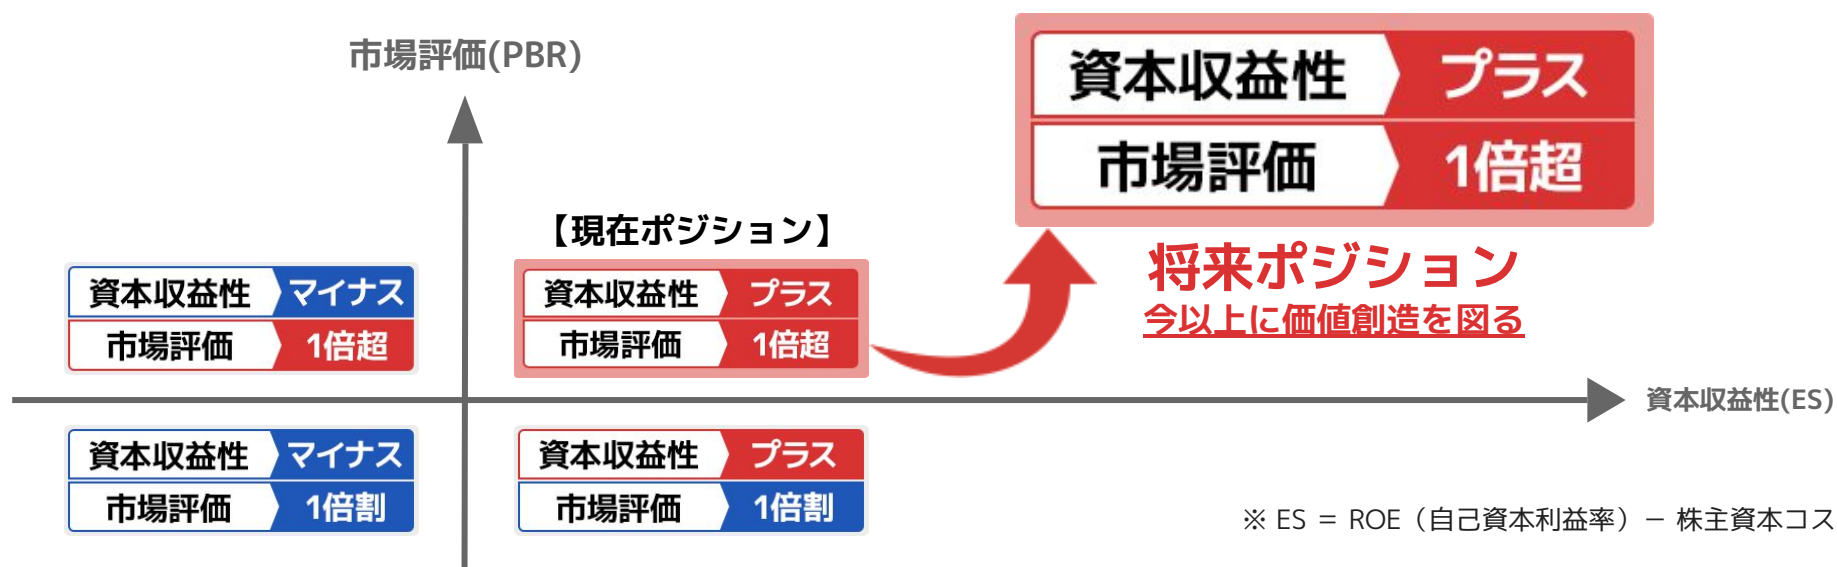 市場評価(PBR)
資本収益性 プラス
市場評価 1倍超
【現在ポジション】
将来ポジション
今以上に価値創造を図る
資本収益性 マイナス
市場評価 1倍超
資本収益性 プラス
市場評価 1倍超
資本収益性(ES)
資本収益性 マイナス
市場評価 1倍割
資本収益性 プラス
市場評価 1倍割
※ ES = ROE（自己資本利益率）－ 株主資本コス